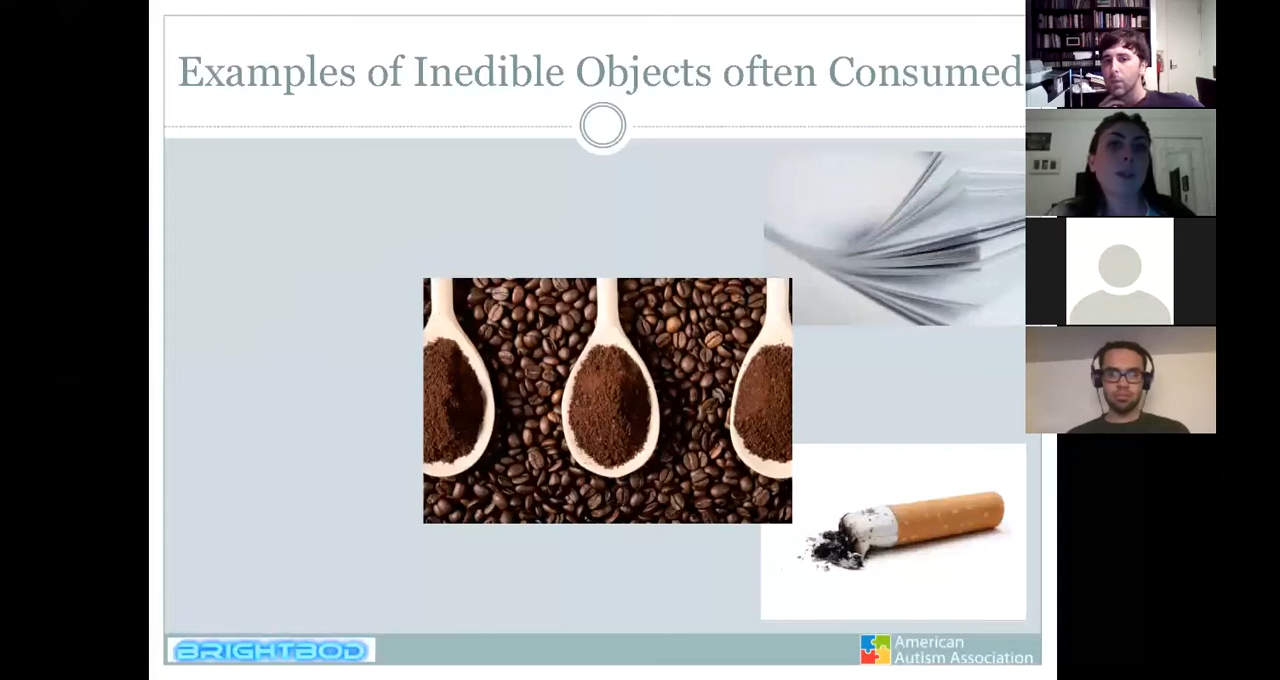 Examples of Inedible Objects often Consumed
BRIGHTBOD
American
Autism Association